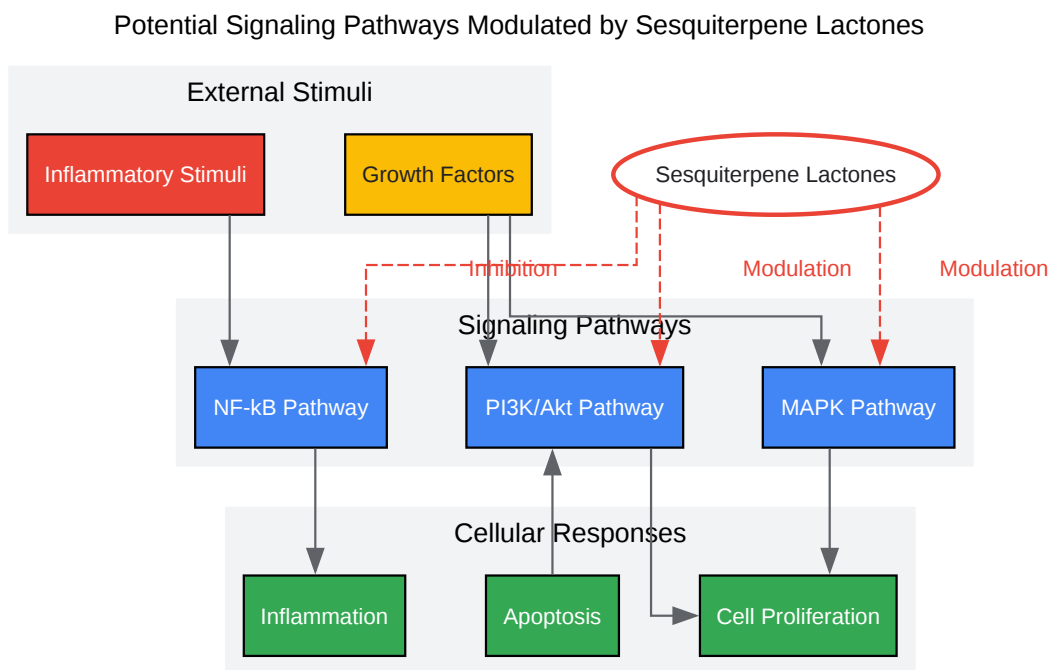 Potential Signaling Pathways Modulated by Sesquiterpene Lactones
External Stimuli
Inflammatory Stimuli
Growth Factors
Sesquiterpene Lactones
Inhibition
Modulation
Modulation
Signaling Pathways
NF-kB Pathway
PI3K/Akt Pathway
MAPK Pathway
Cellular Responses
Inflammation
Apoptosis
Cell Proliferation